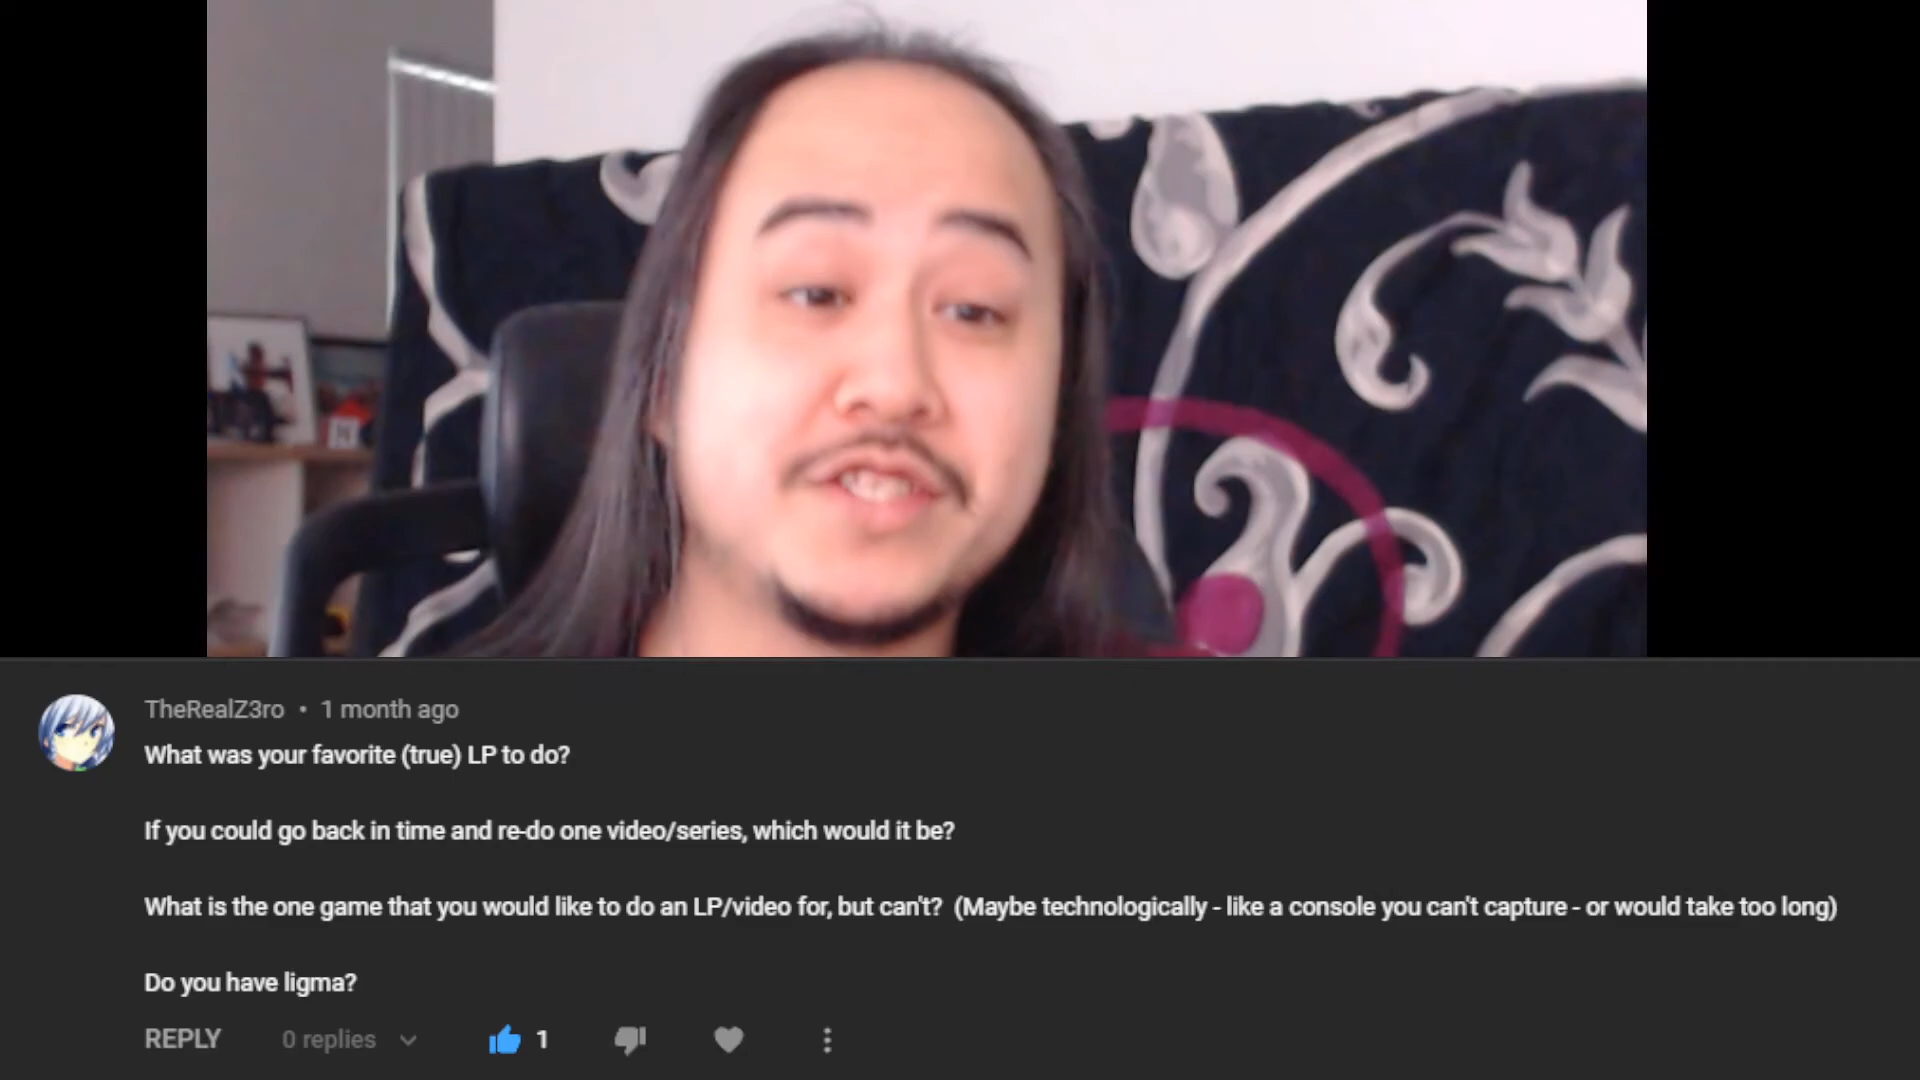 TheRealZ3ro • 1 month ago
What was your favorite (true) LP to do?
If you could go back in time and re-do one video/series, which would it be?
What is the one game that you would like to do an LP/video for, but can't?  (Maybe technologically - like a console you can't capture - or would take too long)
Do you have ligma?
REPLY 0 replies 1